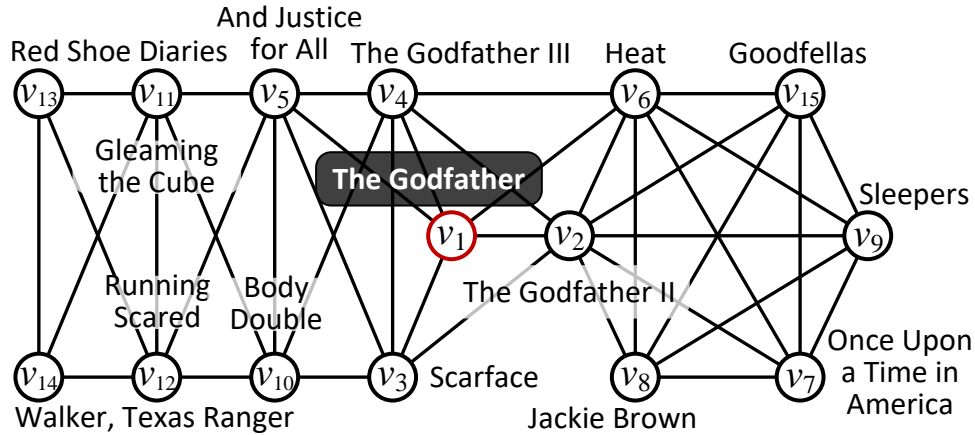 And Justice
for All
Red Shoe Diaries
The Godfather III
Heat
Goodfellas
v13
v11
v5
v4
v6
v15
Gleaming
the Cube
The Godfather
Sleepers
v1
v2
v9
Running
Scared
Body
Double
The Godfather II
Once Upon
a Time in
America
v14
v12
v10
v3
Scarface
v8
v7
Walker, Texas Ranger
Jackie Brown